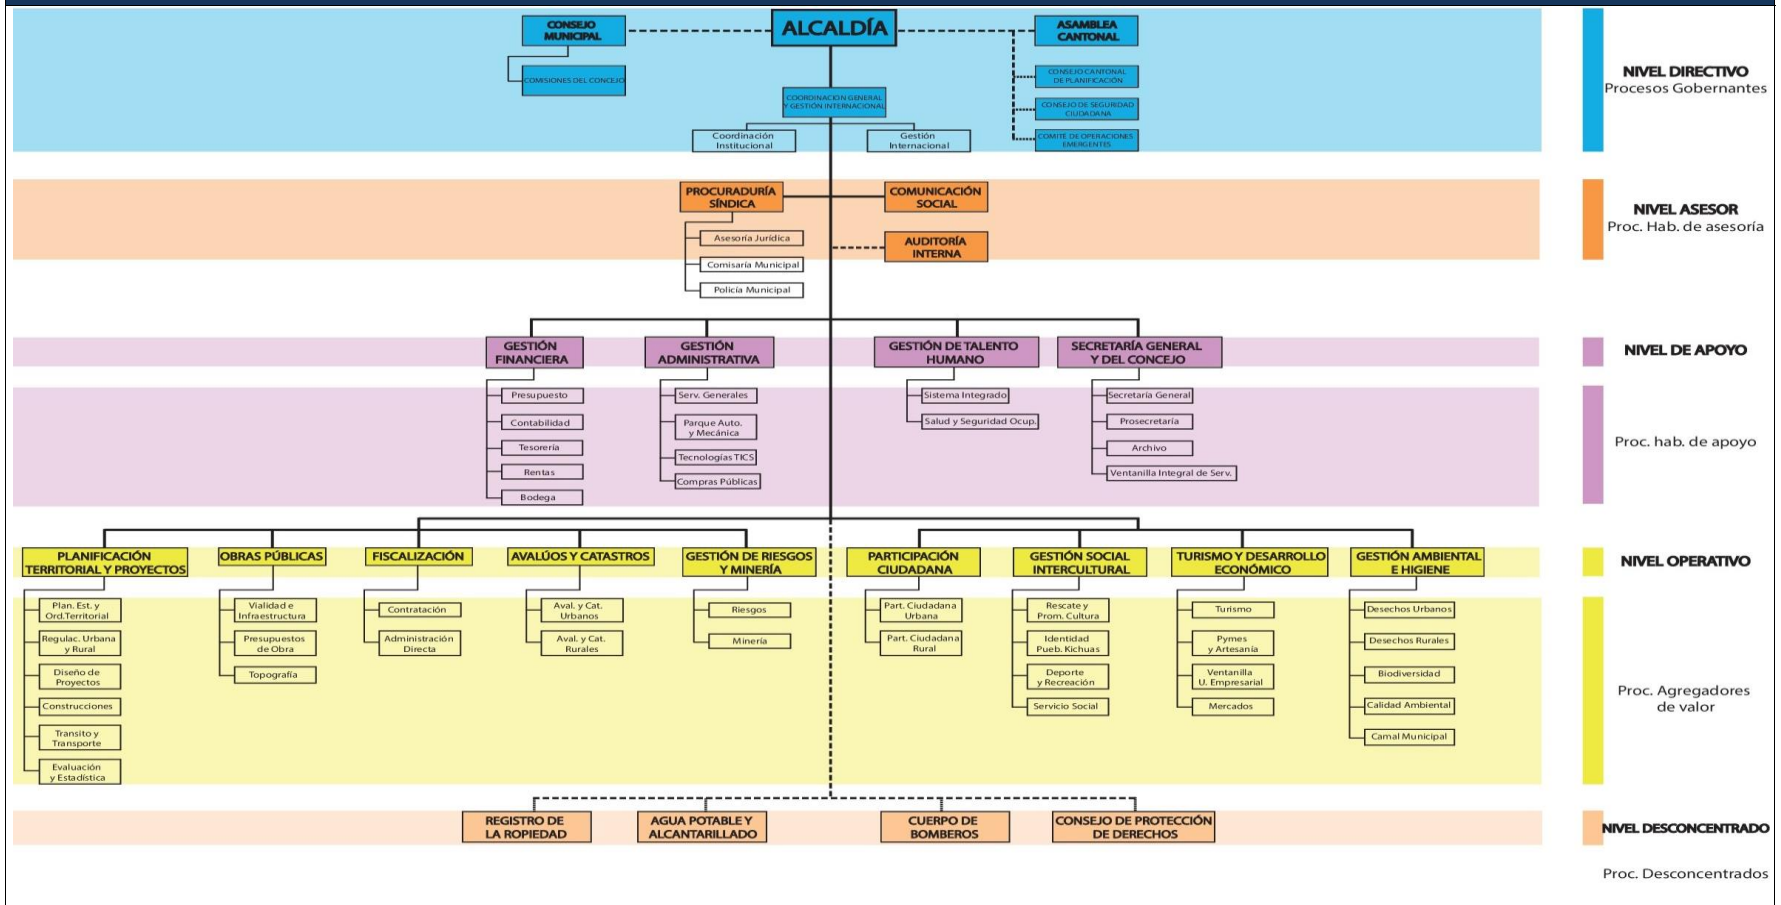 CONSEJO
MUNICIPAL
ALCALDÍA
ASAMBLEA
CANTONAL
COMISIONES DEL CONCEJO
CONSEJO CANTONAL
DE PLANIFICACIÓN
COORDINACION GENERAL
Y GESTIÓN INTERNACIONAL
CONSEJO DE SEGURIDAD
CIUDADANA
Coordinación
Institucional
Gestión
Internacional
COMITÉ DE OPERACIONES
EMERGENTES
NIVEL DIRECTIVO
Procesos Gobernantes
PROCURADURÍA
SÍNDICA
COMUNICACIÓN
SOCIAL
Asesoría Jurídica
AUDITORÍA
INTERNA
Comisaría Municipal
Policía Municipal
NIVEL ASESOR
Proc. Hab. de asesoría
GESTIÓN
FINANCIERA
GESTIÓN
ADMINISTRATIVA
GESTIÓN DE TALENTO
HUMANO
SECRETARÍA GENERAL
Y DEL CONCEJO
NIVEL DE APOYO
Presupuesto
Contabilidad
Tesorería
Rentas
Bodega
Serv. Generales
Parque Auto.
y Mecánica
Tecnologías TICS
Compras Públicas
Sistema Integrado
Salud y Seguridad Ocup.
Secretaría General
Prosecretaría
Archivo
Ventanilla Integral de Serv.
Proc. hab. de apoyo
PLANIFICACIÓN
TERRITORIAL Y PROYECTOS
OBRAS PÚBLICAS
FISCALIZACIÓN
AVALÚOS Y CATASTROS
GESTIÓN DE RIESGOS
Y MINERÍA
PARTICIPACIÓN
CIUDADANA
GESTIÓN SOCIAL
INTERCULTURAL
TURISMO Y DESARROLLO
ECONÓMICO
GESTIÓN AMBIENTAL
E HIGIENE
NIVEL OPERATIVO
Plan. Est. y
Ord.Territorial
Regulac. Urbana
y Rural
Diseño de
Proyectos
Construcciones
Transito y
Transporte
Evaluación
y Estadística
Vialidad e
Infraestructura
Presupuestos
de Obra
Topografía
Contratación
Administración
Directa
Aval. y Cat.
Urbanos
Aval. y Cat.
Rurales
Riesgos
Minería
Part. Ciudadana
Urbana
Part. Ciudadana
Rural
Rescate y
Prom. Cultura
Identidad
Pueb. Kichuas
Deporte
y Recreación
Servicio Social
Turismo
Pymes
y Artesanía
Ventanilla
U. Empresarial
Mercados
Desechos Urbanos
Desechos Rurales
Biodiversidad
Calidad Ambiental
Camal Municipal
Proc. Agregadores
de valor
REGISTRO DE
LA ROPIEDAD
AGUA POTABLE Y
ALCANTARILLADO
CUERPO DE
BOMBEROS
CONSEJO DE PROTECCIÓN
DE DERECHOS
NIVEL DESCONCENTRADO
Proc. Desconcentrados